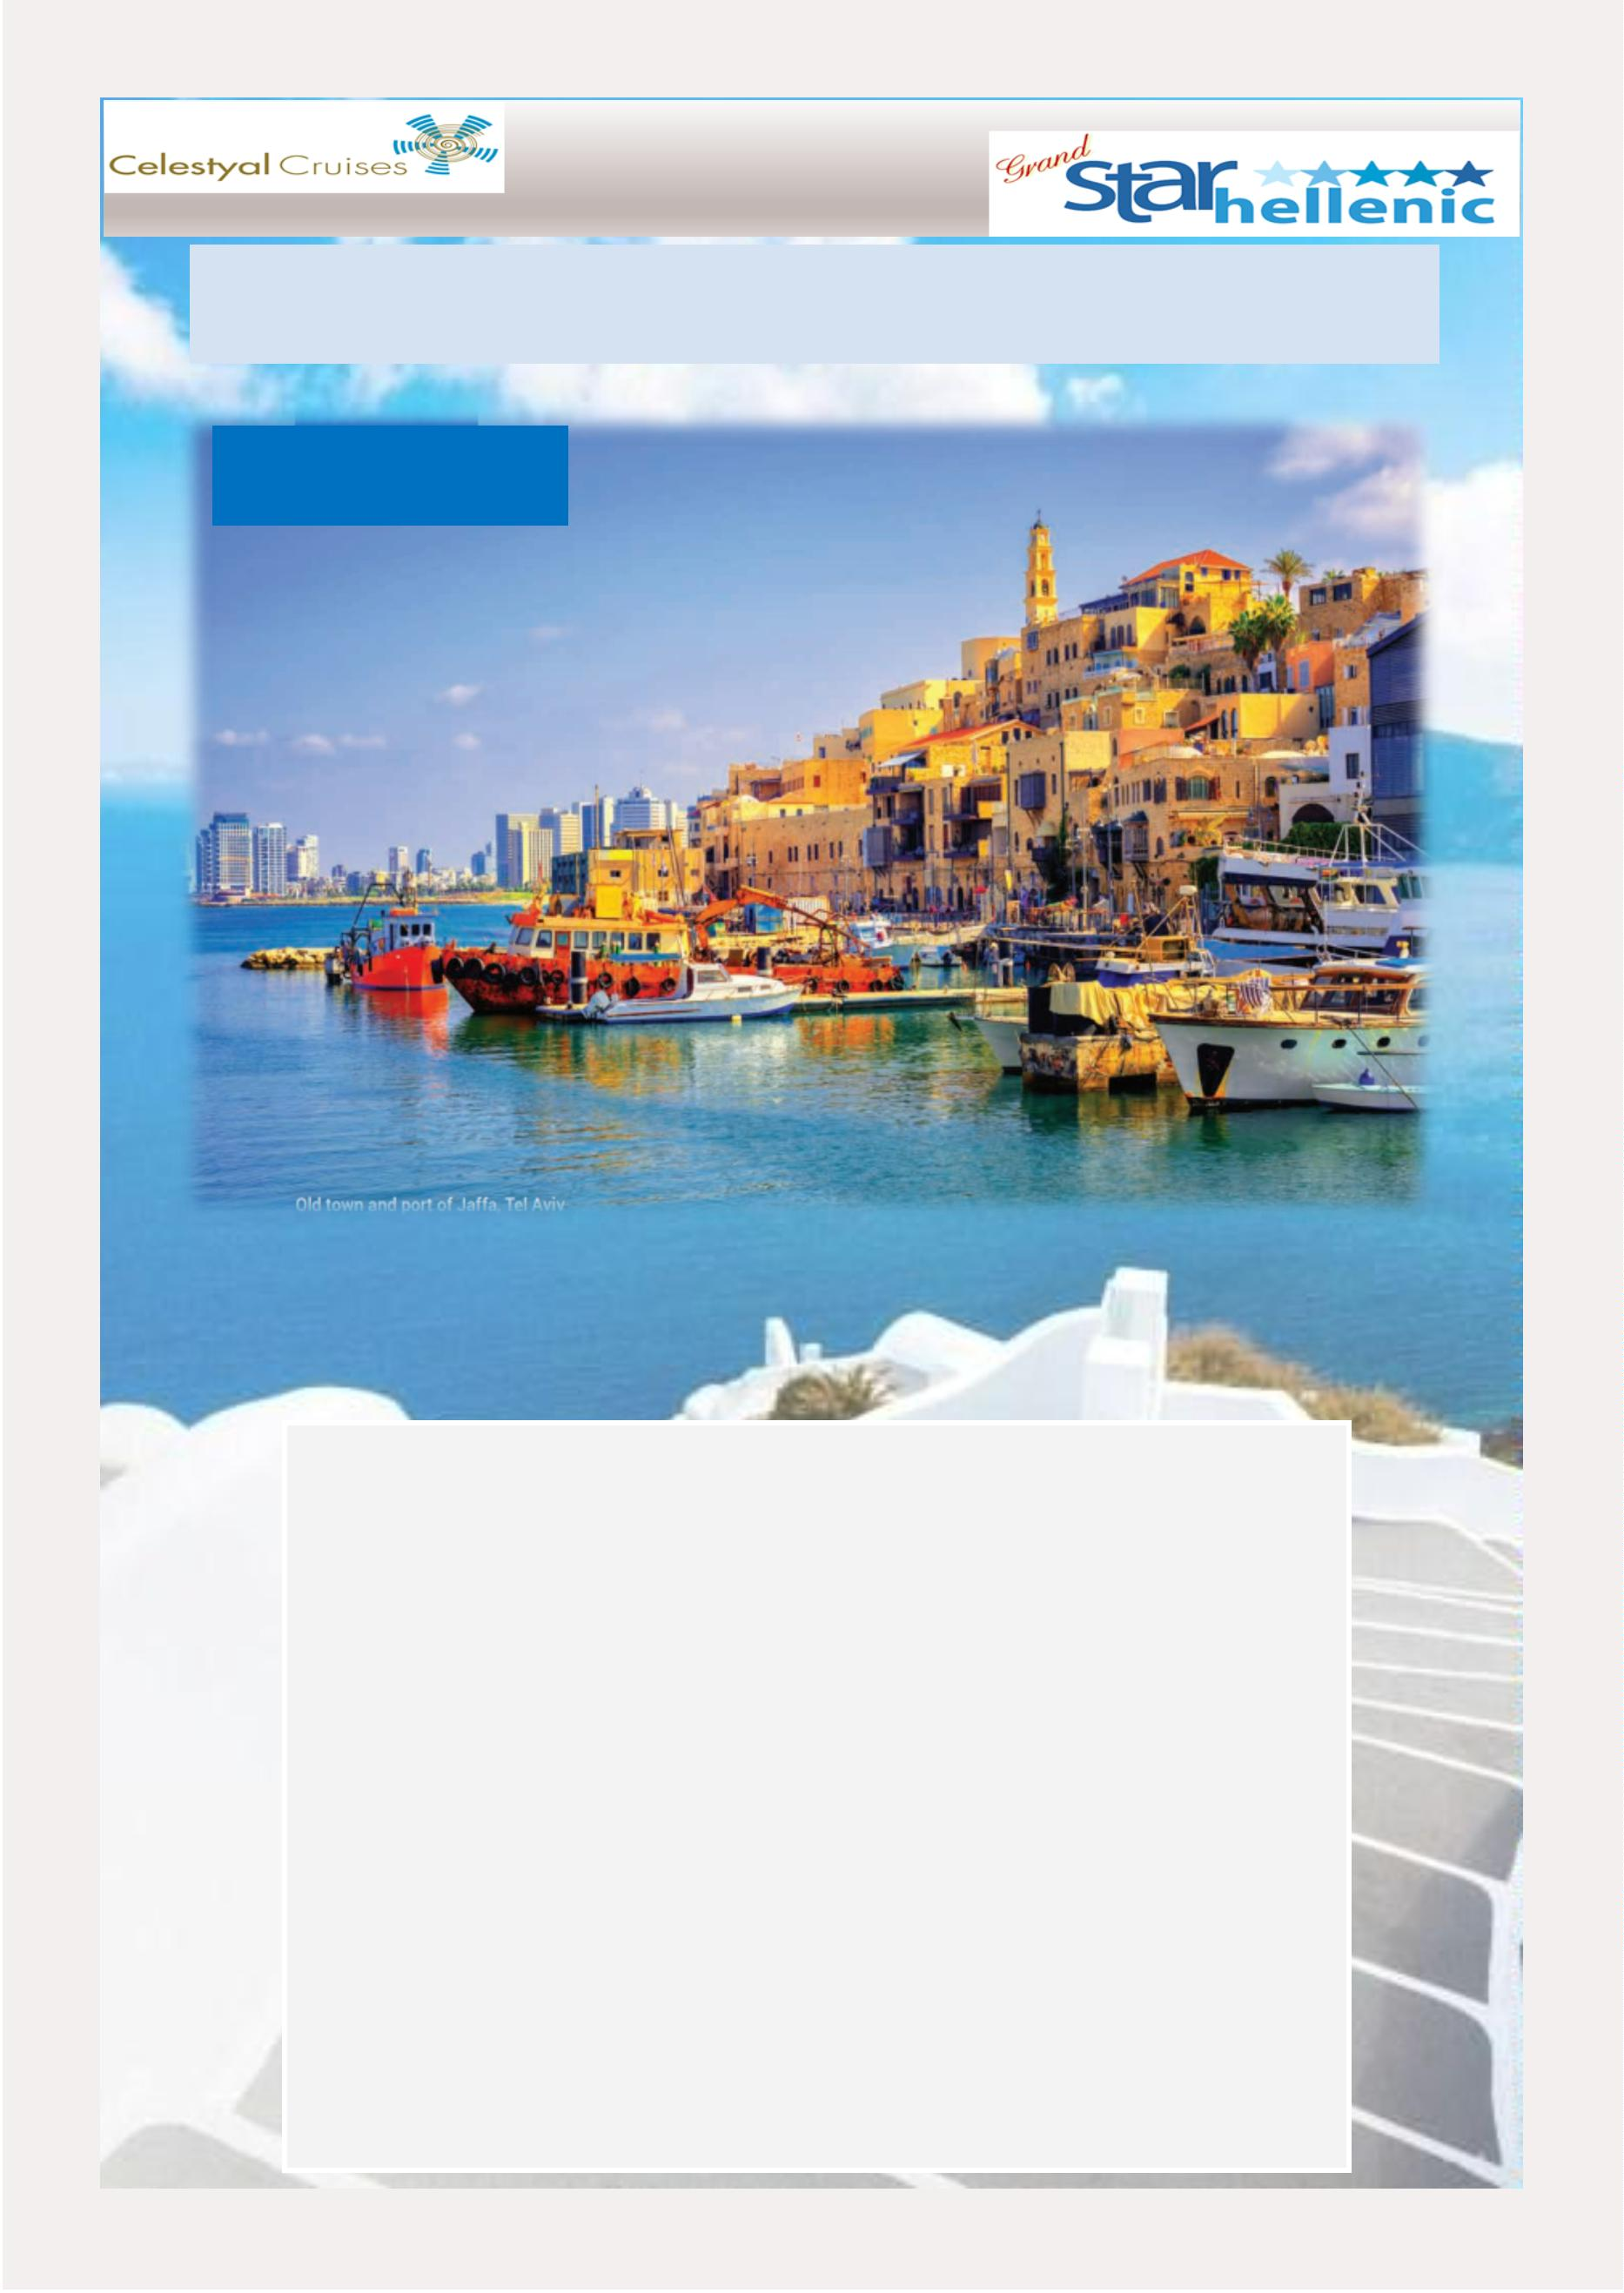 Celestyal Cruises
Grand
Star
hellenic
Old town and port of Jaffa, Tel Aviv